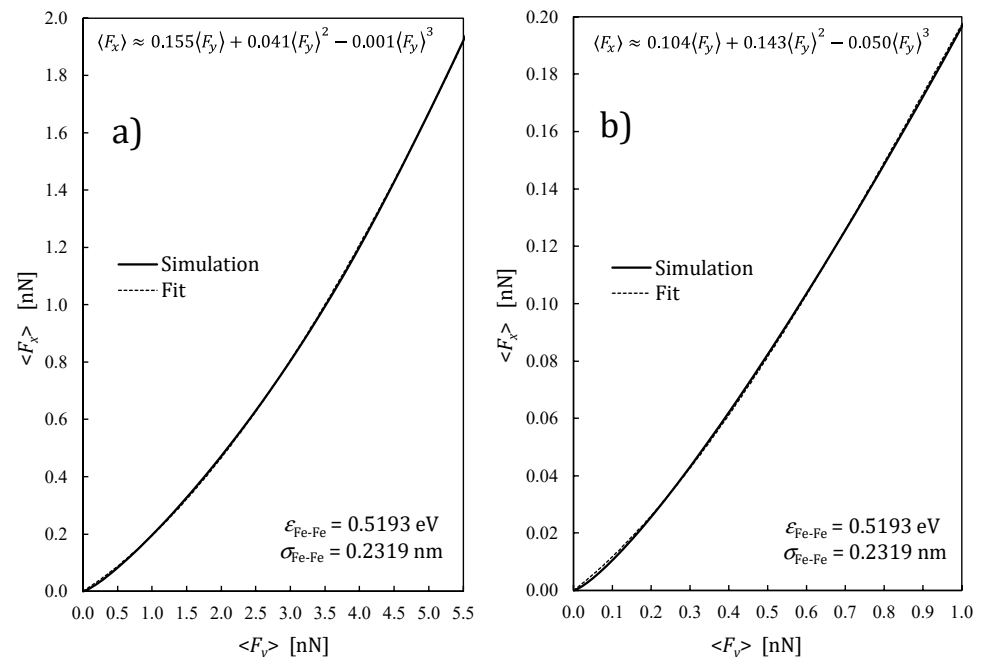 ⟨Fx⟩ ≈ 0.155⟨Fy⟩ + 0.041⟨Fy⟩² − 0.001⟨Fy⟩³
a)
Simulation
Fit
εFe-Fe = 0.5193 eV
σFe-Fe = 0.2319 nm
2.0
1.8
1.6
1.4
1.2
1.0
0.8
0.6
0.4
0.2
0.0
0.0 0.5 1.0 1.5 2.0 2.5 3.0 3.5 4.0 4.5 5.0 5.5
<Fx> [nN]
<Fy> [nN]
⟨Fx⟩ ≈ 0.104⟨Fy⟩ + 0.143⟨Fy⟩² − 0.050⟨Fy⟩³
b)
Simulation
Fit
εFe-Fe = 0.5193 eV
σFe-Fe = 0.2319 nm
0.20
0.18
0.16
0.14
0.12
0.10
0.08
0.06
0.04
0.02
0.00
0.0 0.1 0.2 0.3 0.4 0.5 0.6 0.7 0.8 0.9 1.0
<Fx> [nN]
<Fy> [nN]